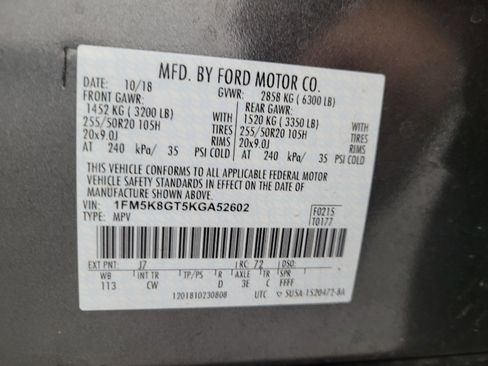 MFD. BY FORD MOTOR CO.
DATE: 10/18 GVWR: 2858 KG ( 6300 LB)
FRONT GAWR: REAR GAWR:
1452 KG ( 3200 LB) WITH 1520 KG ( 3350 LB) WITH
255/50R20 105H TIRES 255/50R20 105H TIRES
20x9.0J RIMS 20x9.0J RIMS
AT 240 kPa/ 35 PSI COLD AT 240 kPa/ 35 PSI COLD
THIS VEHICLE CONFORMS TO ALL APPLICABLE FEDERAL MOTOR
VEHICLE SAFETY STANDARDS IN EFFECT ON THE DATE OF
MANUFACTURE SHOWN ABOVE.
VIN: 1FM5K8GT5KGA52602 F0215
TYPE: MPV T0177
EXT PNT: J7 RC: 72 DSO:
WB INT TR TP/PS R AXLE TR SPR
113 CW D 3E C FFFF
1201810230808 UTC SUSA-1520472-BA